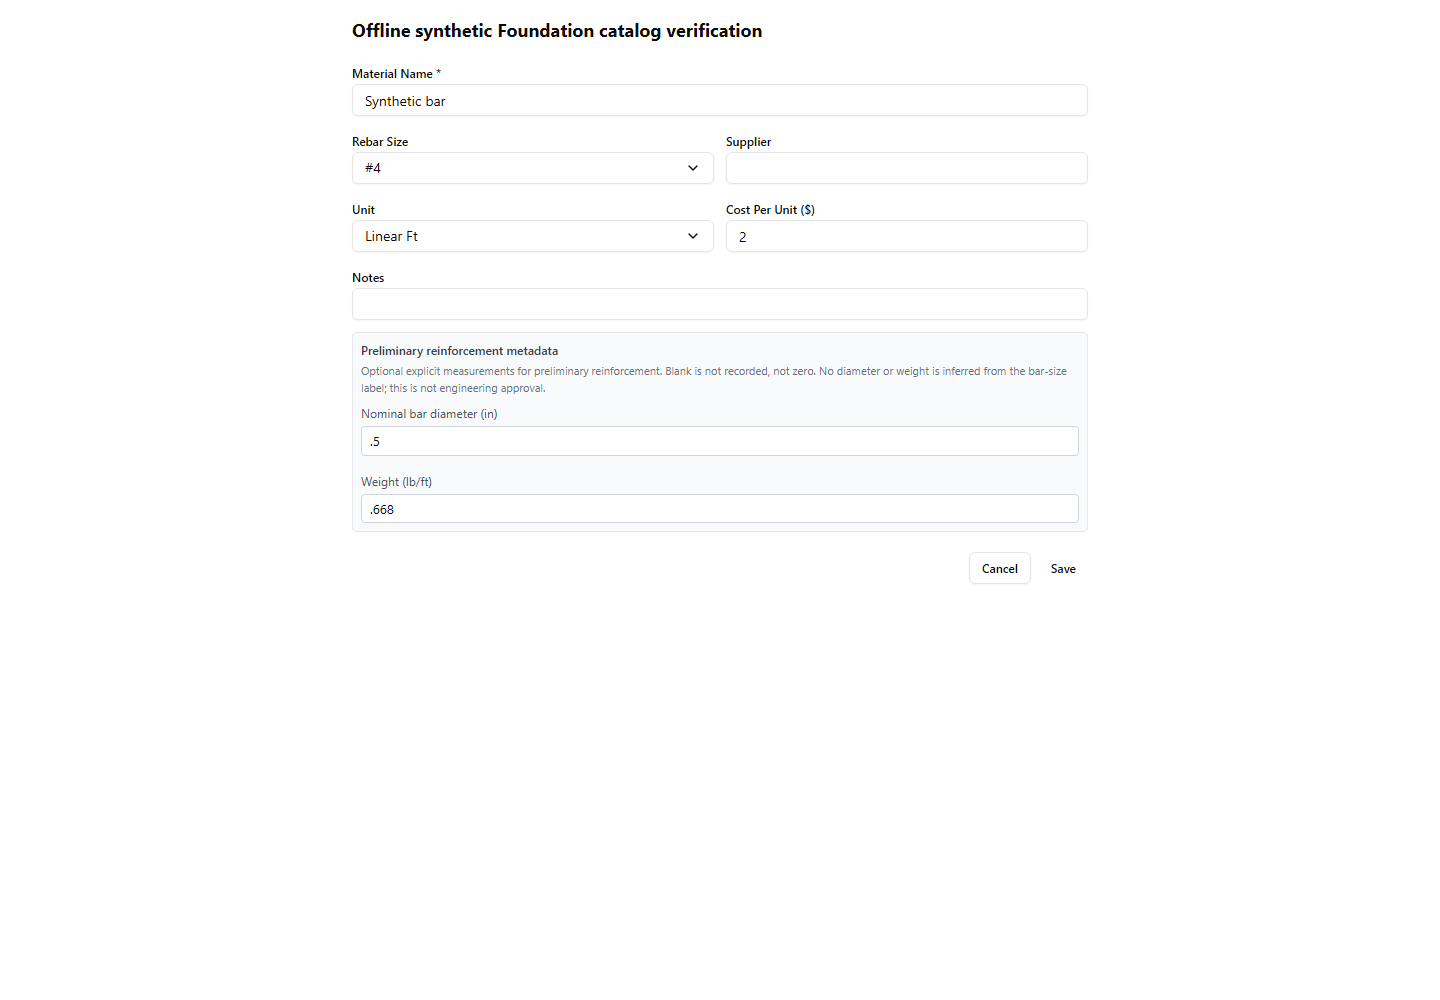 Offline synthetic Foundation catalog verification
Material Name *
Synthetic bar
Rebar Size
Supplier
#4
Unit
Cost Per Unit ($)
Linear Ft
2
Notes
Preliminary reinforcement metadata
Optional explicit measurements for preliminary reinforcement. Blank is not recorded, not zero. No diameter or weight is inferred from the bar-size
label; this is not engineering approval.
Nominal bar diameter (in)
.5
Weight (lb/ft)
.668
Cancel
Save